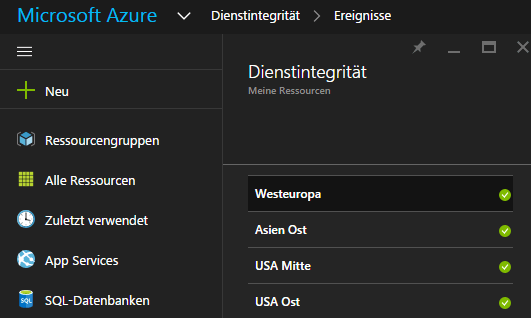 Microsoft Azure Dienstintegrität Ereignisse
Dienstintegrität
Meine Ressourcen
Neu
Ressourcengruppen
Alle Ressourcen
Zuletzt verwendet
App Services
SQL SQL-Datenbanken
Westeuropa
Asien Ost
USA Mitte
USA Ost